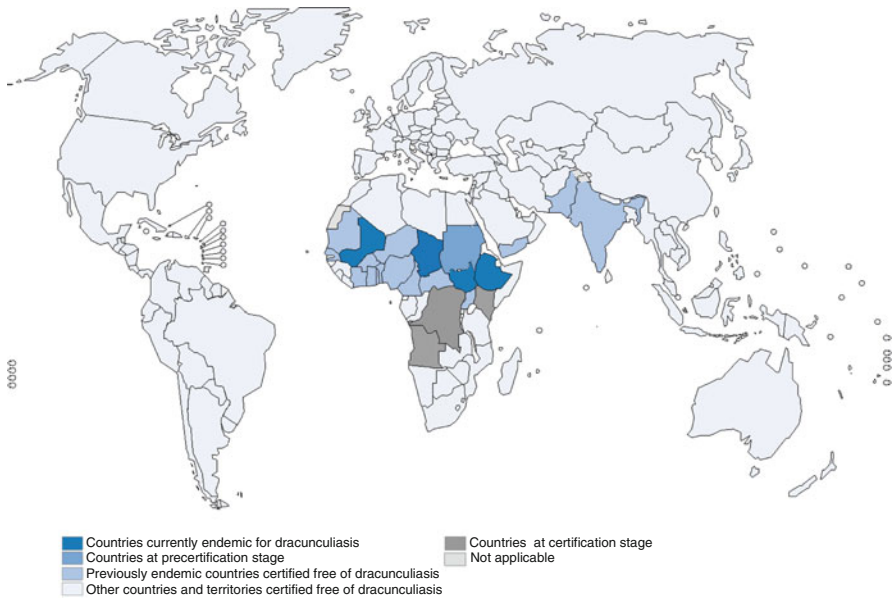 Countries currently endemic for dracunculiasis
Countries at precertification stage
Previously endemic countries certified free of dracunculiasis
Other countries and territories certified free of dracunculiasis
Countries at certification stage
Not applicable